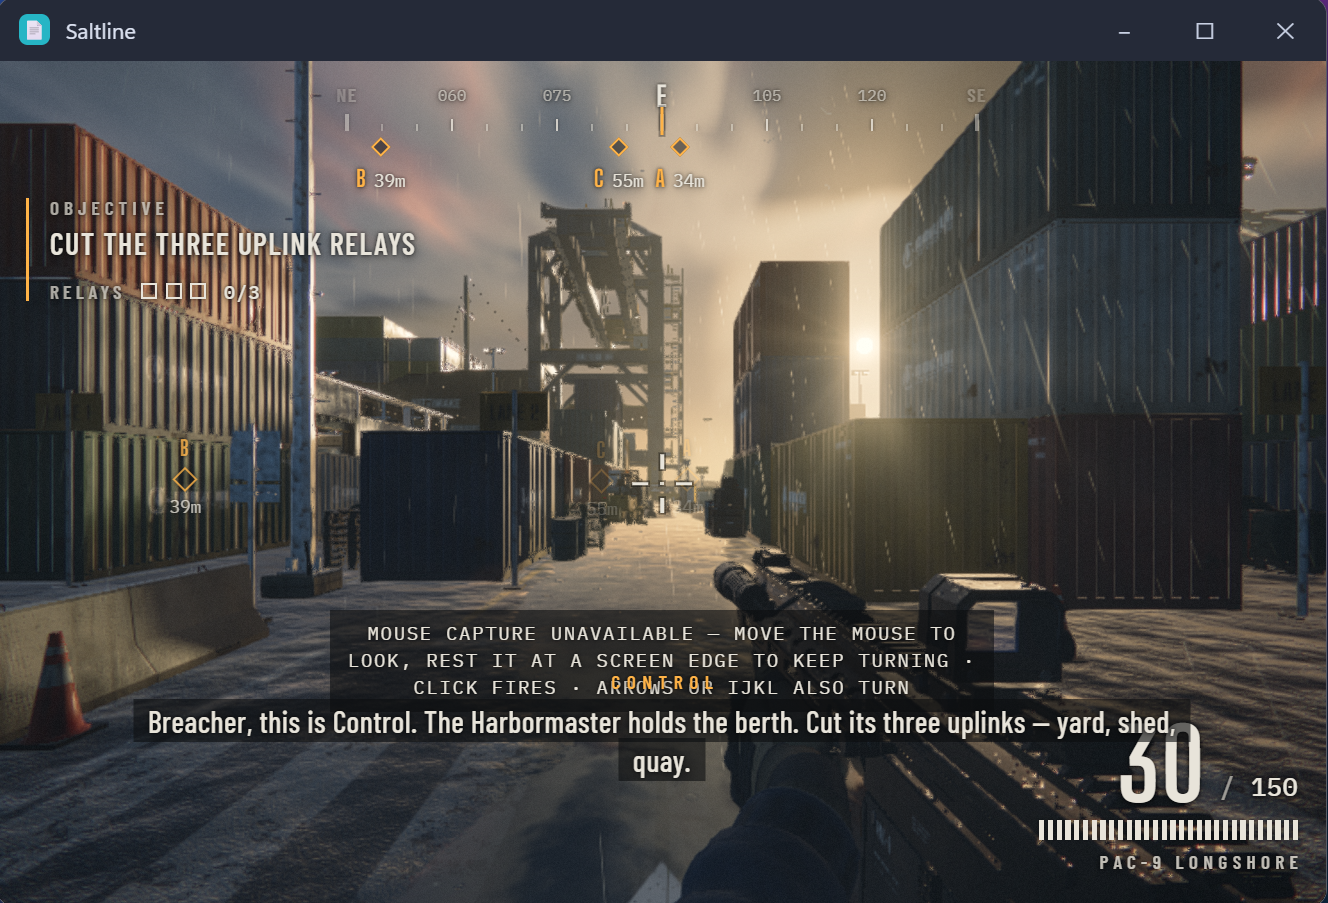 Saltline
NE 060 075 E 105 120 SE
B 39m C 55m A 34m
OBJECTIVE
CUT THE THREE UPLINK RELAYS
RELAYS 0/3
LANE 2
B
39m
C
55m
MOUSE CAPTURE UNAVAILABLE — MOVE THE MOUSE TO
LOOK, REST IT AT A SCREEN EDGE TO KEEP TURNING ·
CLICK FIRES · ARROWS OR IJKL ALSO TURN
CONTROL
Breacher, this is Control. The Harbormaster holds the berth. Cut its three uplinks — yard, shed,
quay.
30 / 150
PAC-9 LONGSHORE